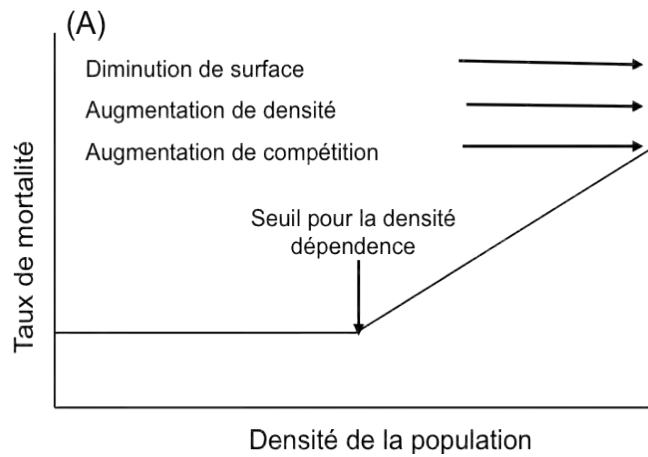 (A)
Diminution de surface
Augmentation de densité
Augmentation de compétition
Seuil pour la densité
dépendence
Taux de mortalité
Densité de la population